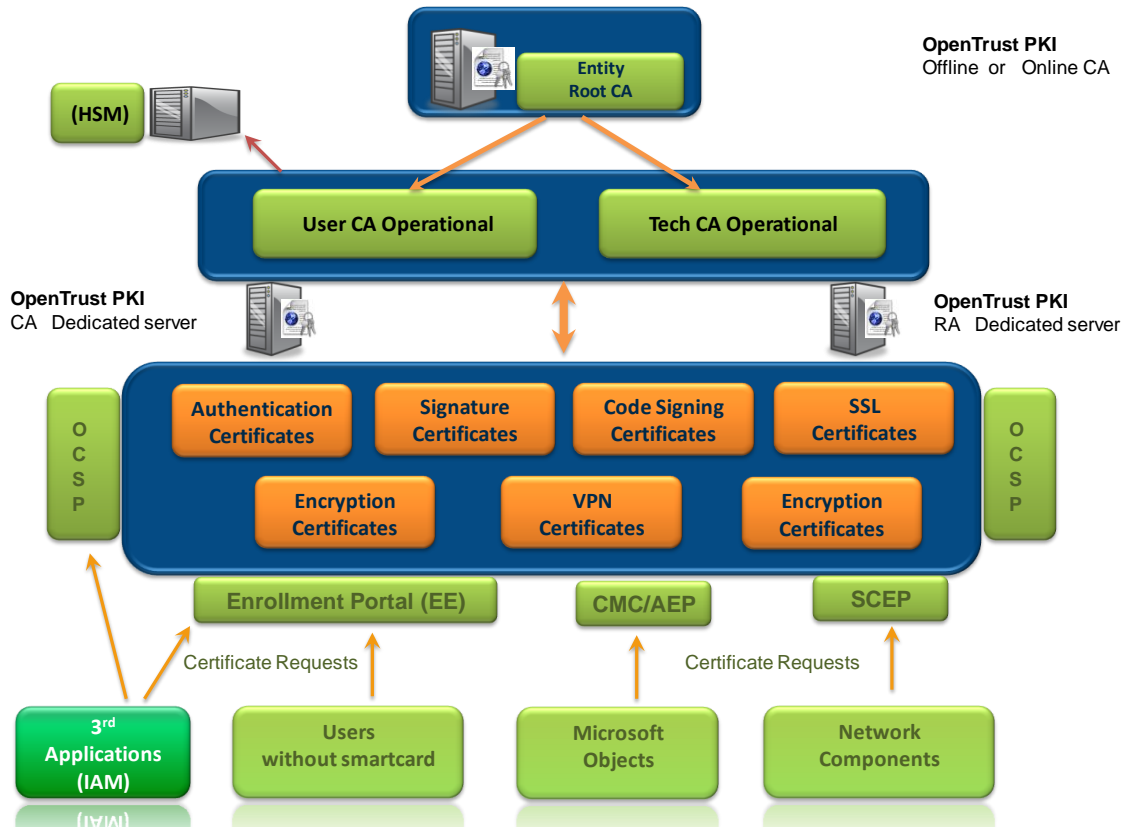 OpenTrust PKI
Offline or Online CA
Entity
Root CA
(HSM)
User CA Operational
Tech CA Operational
OpenTrust PKI
CA Dedicated server
OpenTrust PKI
RA Dedicated server
O
C
S
P
Authentication
Certificates
Signature
Certificates
Code Signing
Certificates
SSL
Certificates
O
C
S
P
Encryption
Certificates
VPN
Certificates
Encryption
Certificates
Enrollment Portal (EE)
CMC/AEP
SCEP
Certificate Requests
Certificate Requests
3rd
Applications
(IAM)
Users
without smartcard
Microsoft
Objects
Network
Components